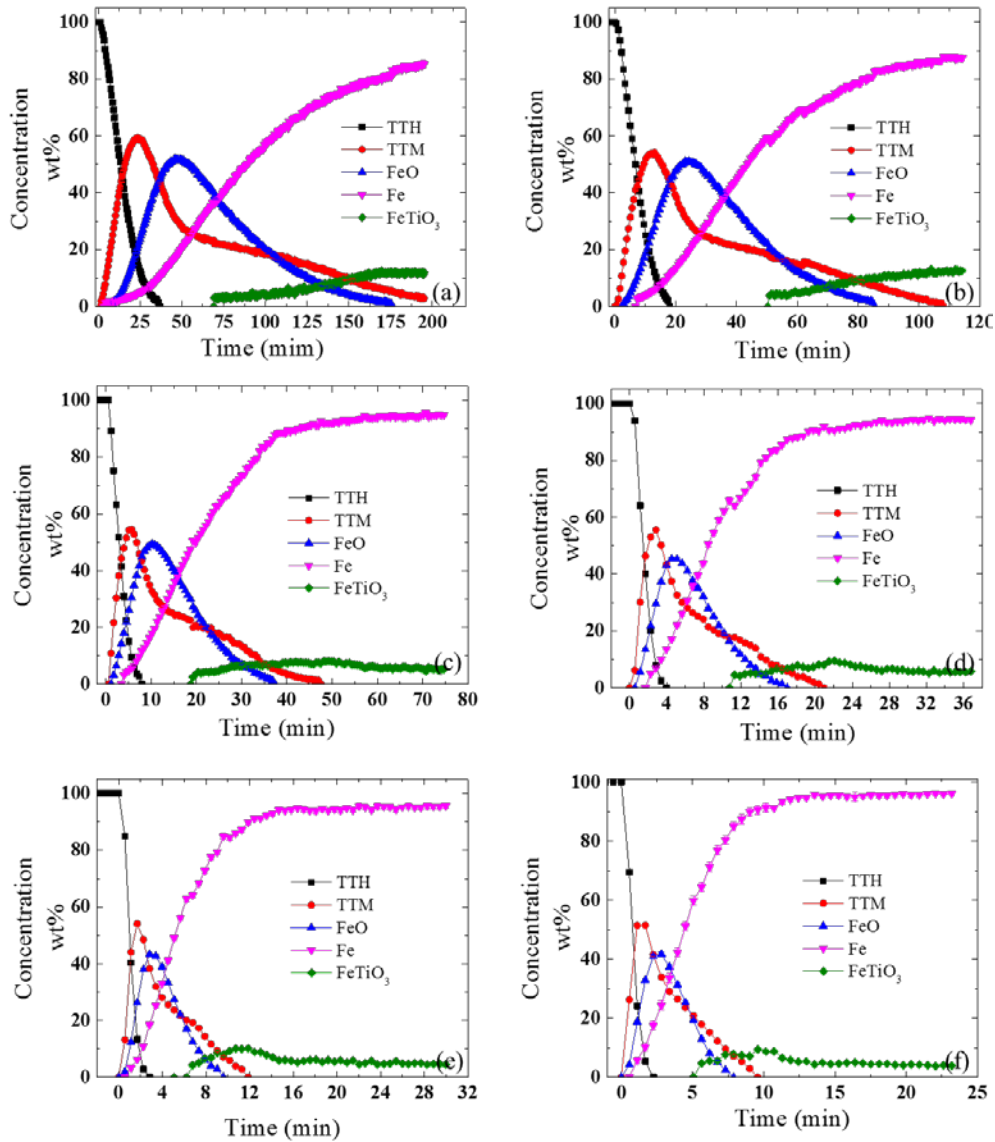 100
80
60
40
20
0
Concentration
wt%
TTH
TTM
FeO
Fe
FeTiO3
(a)
0 25 50 75 100 125 150 175 200
Time (mim)
100
80
60
40
20
0
Concentration
wt%
TTH
TTM
FeO
Fe
FeTiO3
(b)
0 20 40 60 80 100 120
Time (min)
100
80
60
40
20
0
Concentration
wt%
TTH
TTM
FeO
Fe
FeTiO3
(c)
0 10 20 30 40 50 60 70 80
Time (min)
100
80
60
40
20
0
Concentration
wt%
TTH
TTM
FeO
Fe
FeTiO3
(d)
0 4 8 12 16 20 24 28 32 36
Time (min)
100
80
60
40
20
0
Concentration
wt%
TTH
TTM
FeO
Fe
FeTiO3
(e)
0 4 8 12 16 20 24 28 32
Time (min)
100
80
60
40
20
0
Concentration
wt%
TTH
TTM
FeO
Fe
FeTiO3
(f)
0 5 10 15 20 25
Time (min)